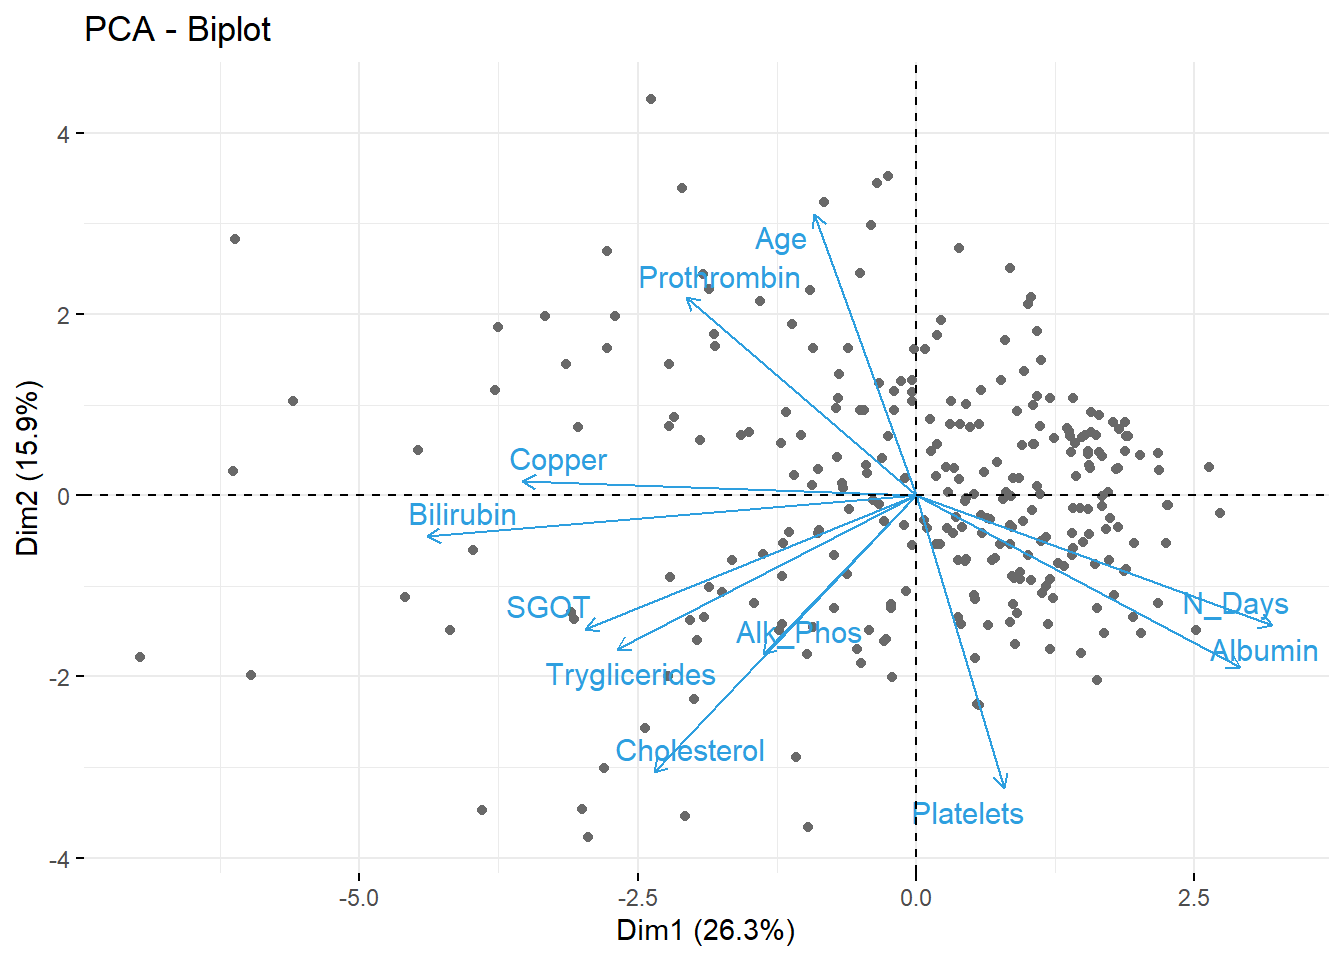 PCA - Biplot
4
2
0
-2
-4
Dim2 (15.9%)
Age
Prothrombin
Copper
Bilirubin
SGOT
Alk_Phos
Tryglicerides
Cholesterol
Platelets
N_Days
Albumin
-5.0
-2.5
0.0
2.5
Dim1 (26.3%)